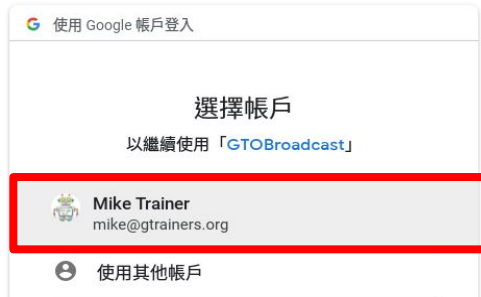 使用 Google 帳戶登入
選擇帳戶
以繼續使用「GTOBroadcast」
Mike Trainer
mike@gtrainers.org
使用其他帳戶